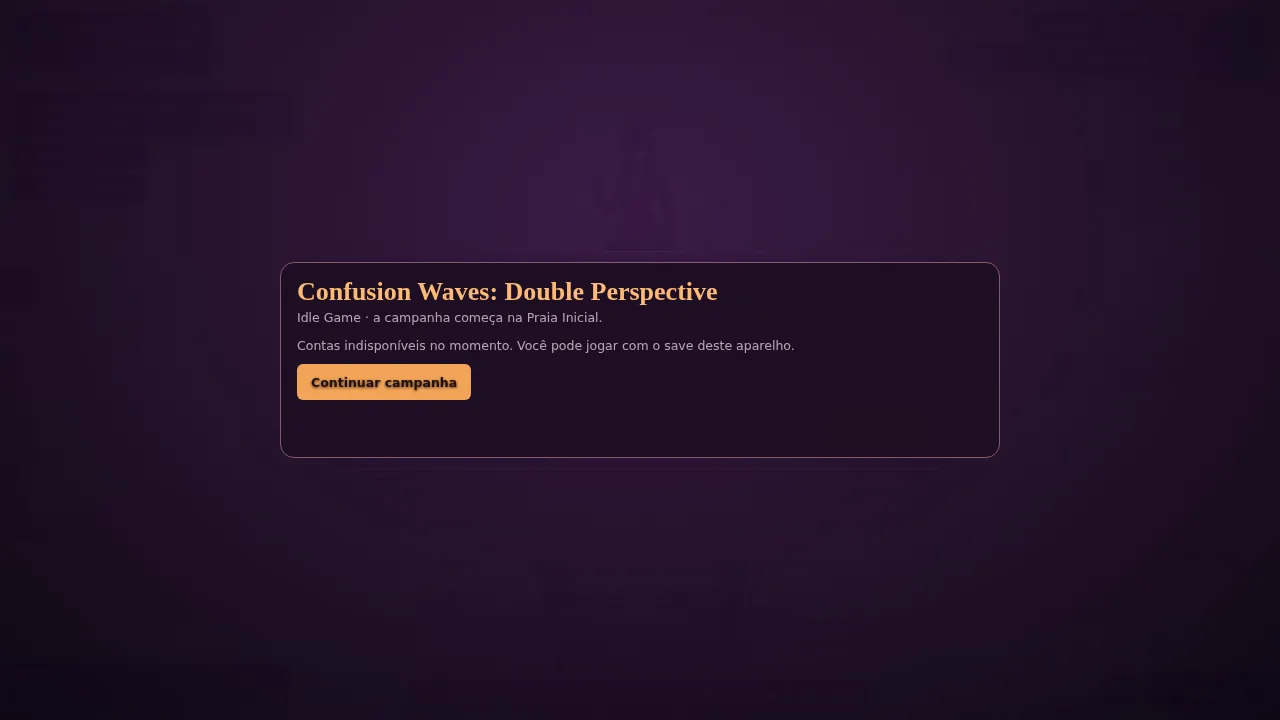 Confusion Waves: Double Perspective
Idle Game · a campanha começa na Praia Inicial.
Contas indisponíveis no momento. Você pode jogar com o save deste aparelho.
Continuar campanha